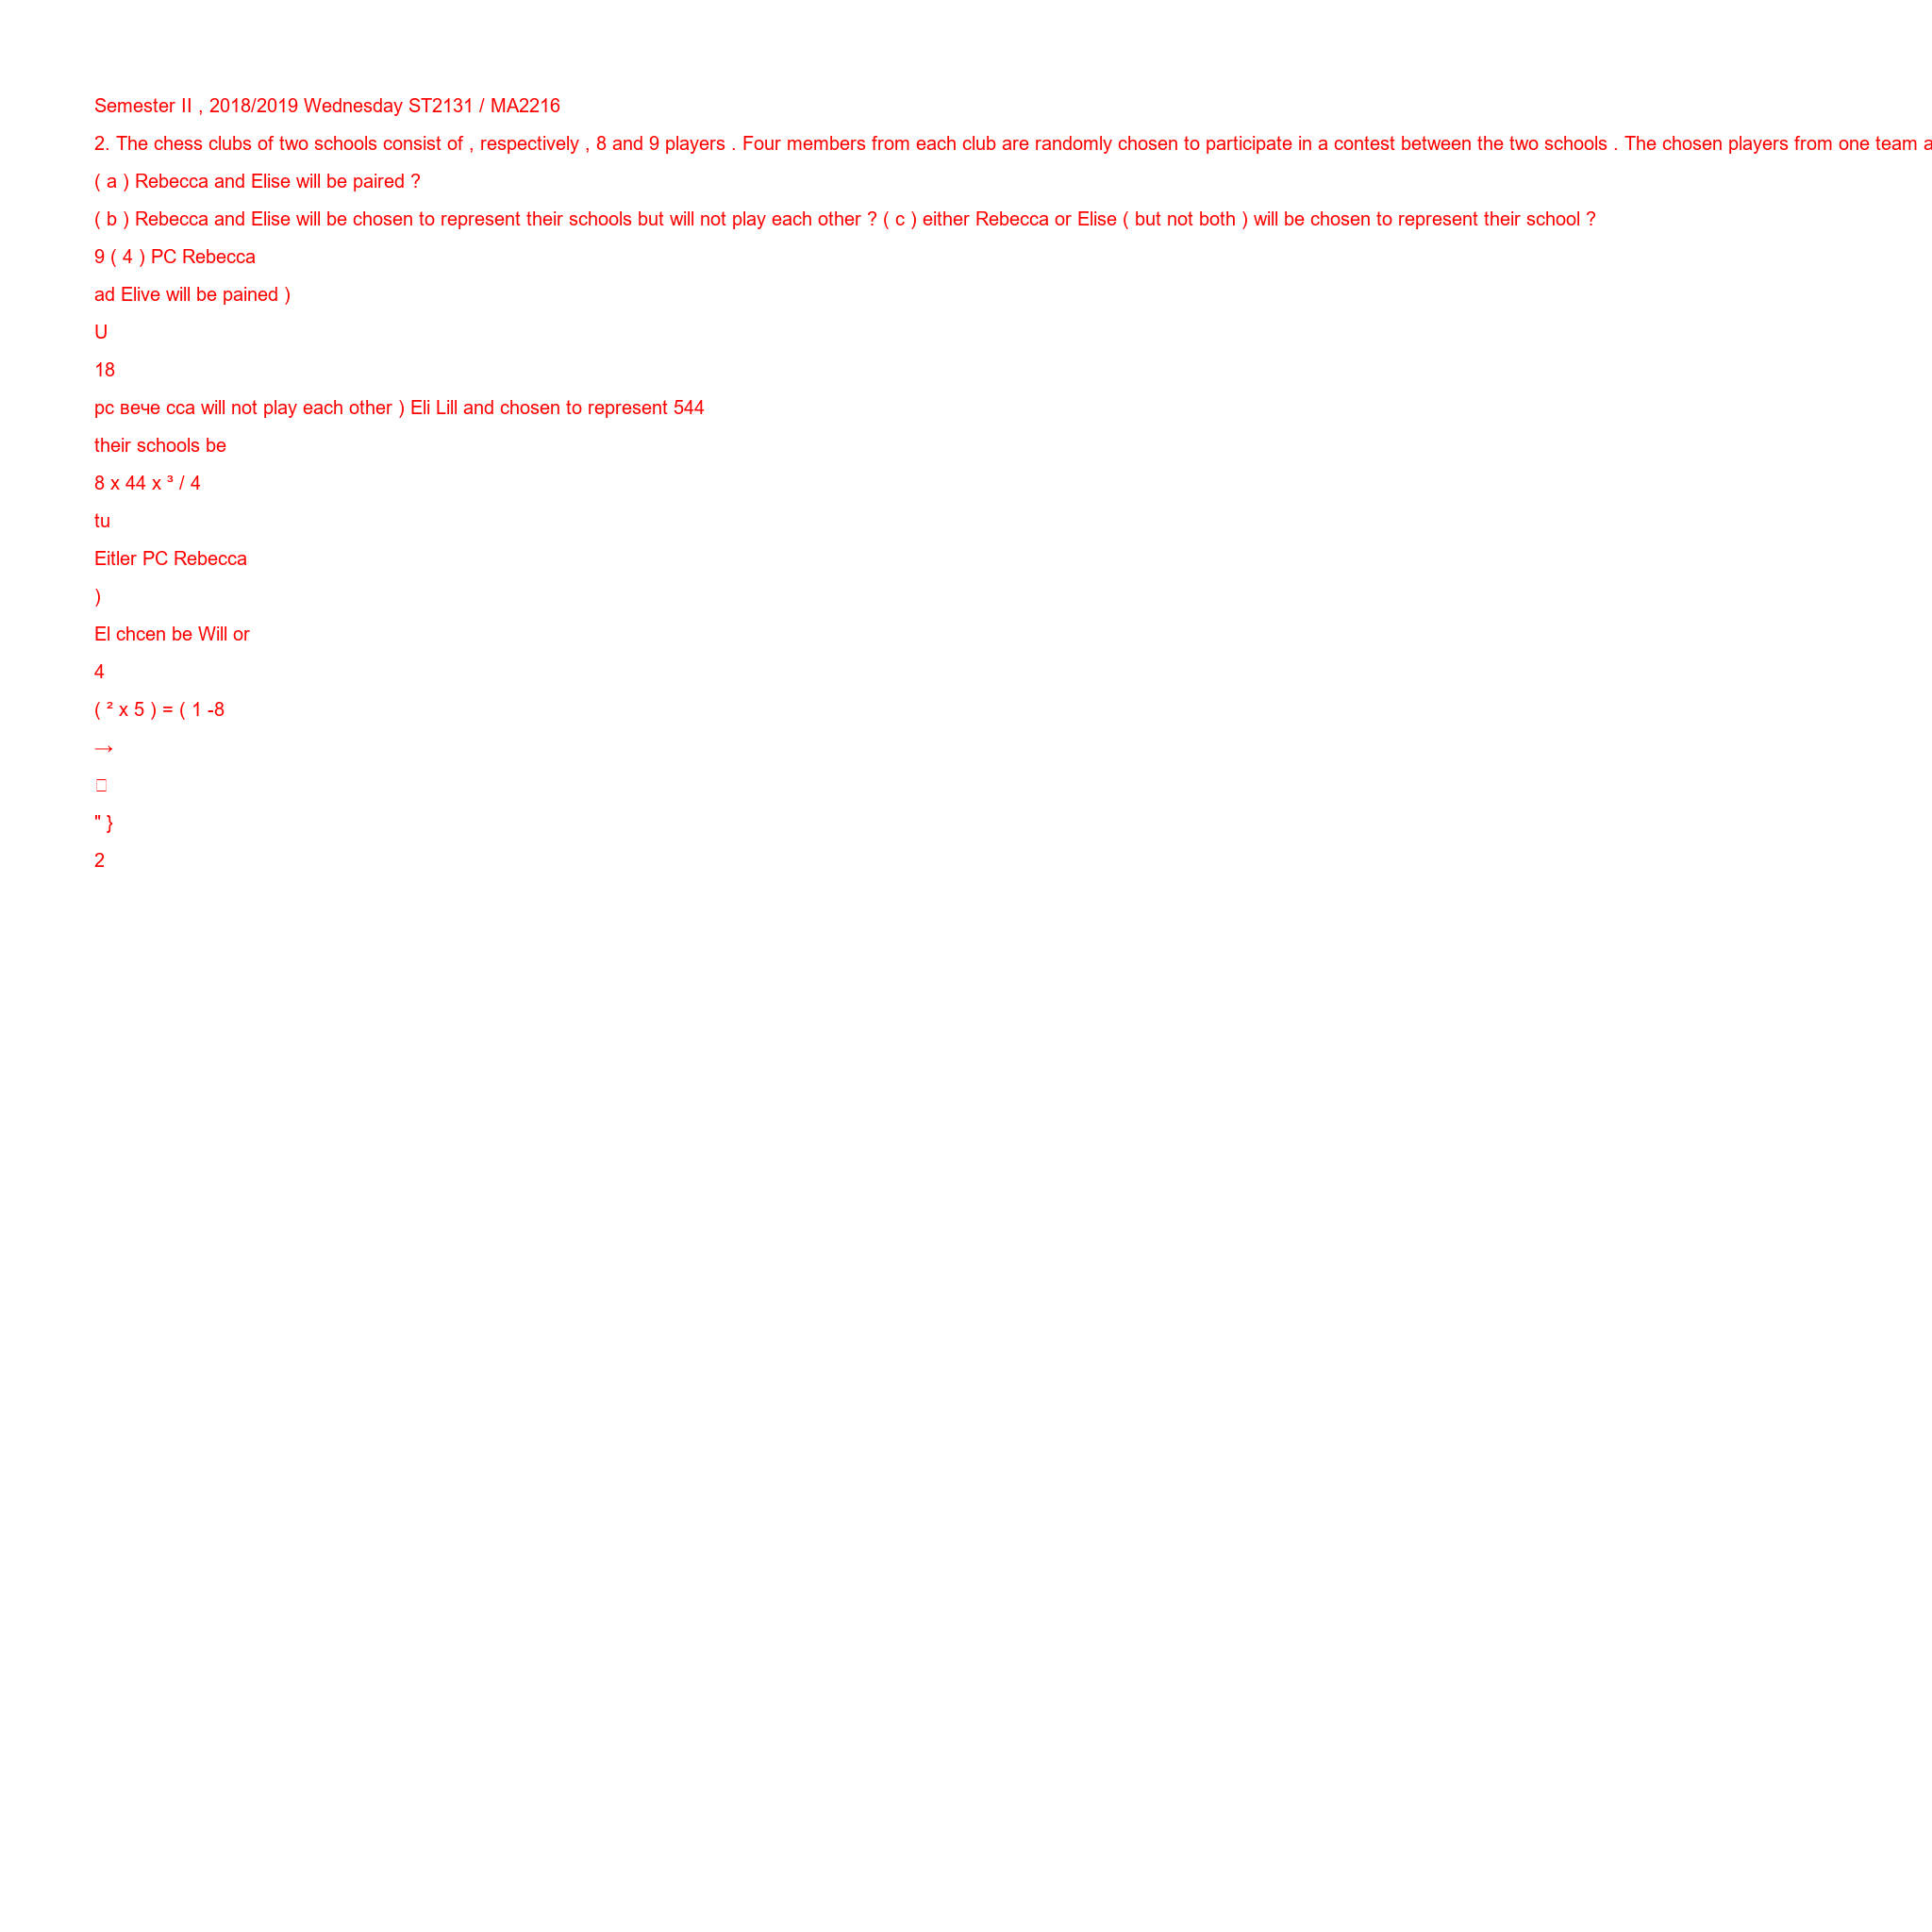 Semester II , 2018/2019 Wednesday ST2131 / MA2216
2. The chess clubs of two schools consist of , respectively , 8 and 9 players . Four members from each club are randomly chosen to participate in a contest between the two schools . The chosen players from one team a
( a ) Rebecca and Elise will be paired ?
( b ) Rebecca and Elise will be chosen to represent their schools but will not play each other ? ( c ) either Rebecca or Elise ( but not both ) will be chosen to represent their school ?
9 ( 4 ) PC Rebecca
ad Elive will be pained )
U
18
рс вече сса will not play each other ) Eli Lill and chosen to represent 544
their schools be
8 x 44 x ³ / 4
tu
Eitler PC Rebecca
)
El chcen be Will or
4
( ² x 5 ) = ( 1 -8
→
" }
2